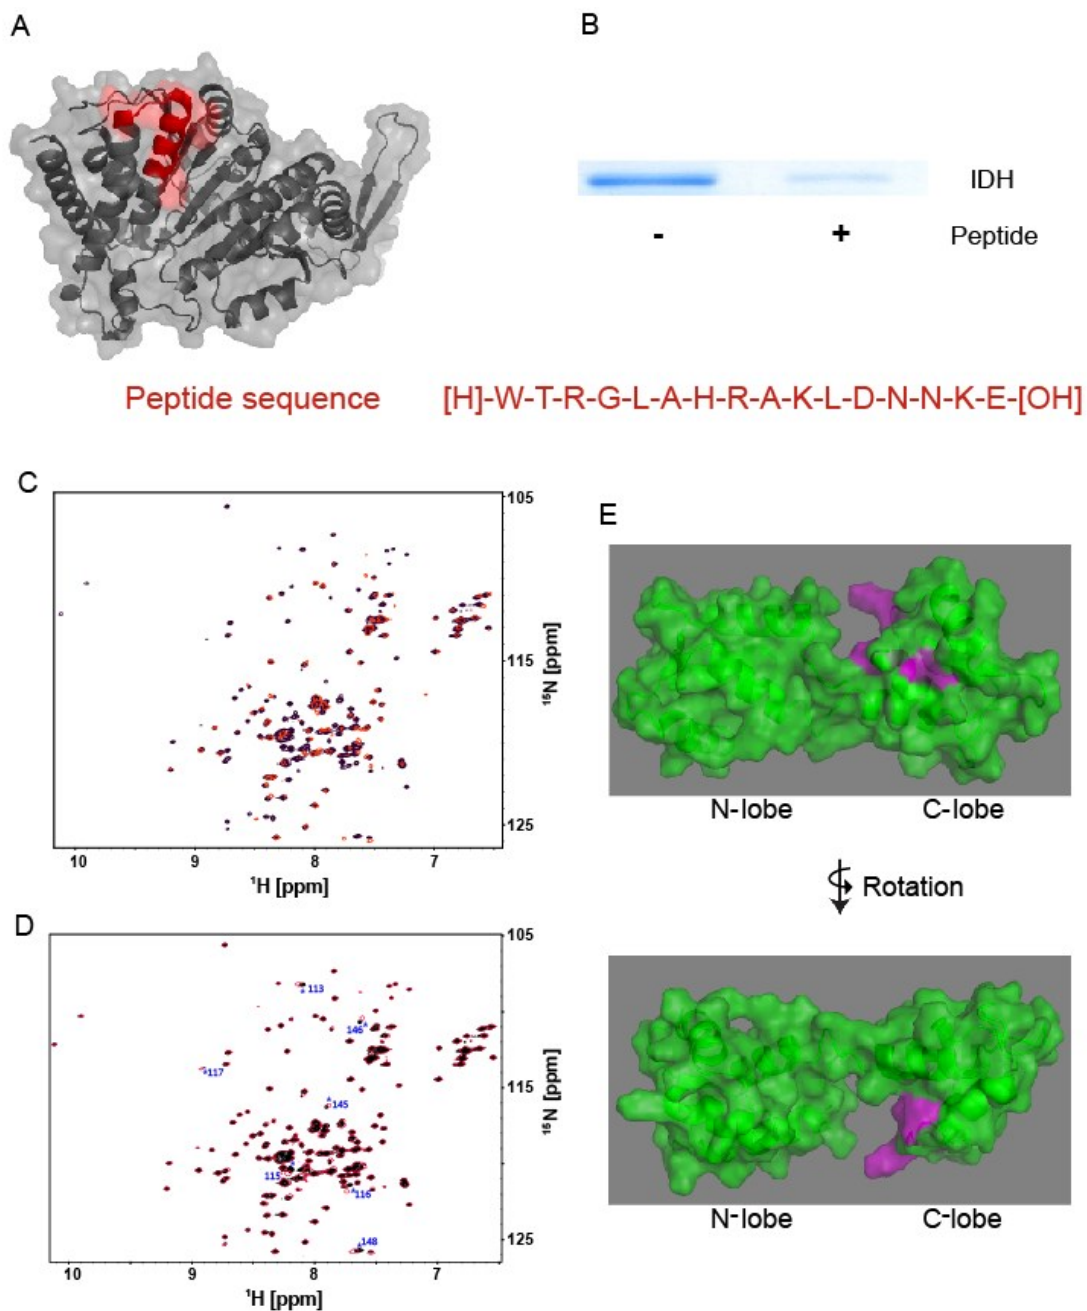 A
B
IDH
- + Peptide
Peptide sequence [H]-W-T-R-G-L-A-H-R-A-K-L-D-N-N-K-E-[OH]
C
105
115
125
¹⁵N [ppm]
10 9 8 7
¹H [ppm]
D
105
113
146
117
115
145
115
116
148
125
¹⁵N [ppm]
10 9 8 7
¹H [ppm]
E
N-lobe C-lobe
Rotation
N-lobe C-lobe